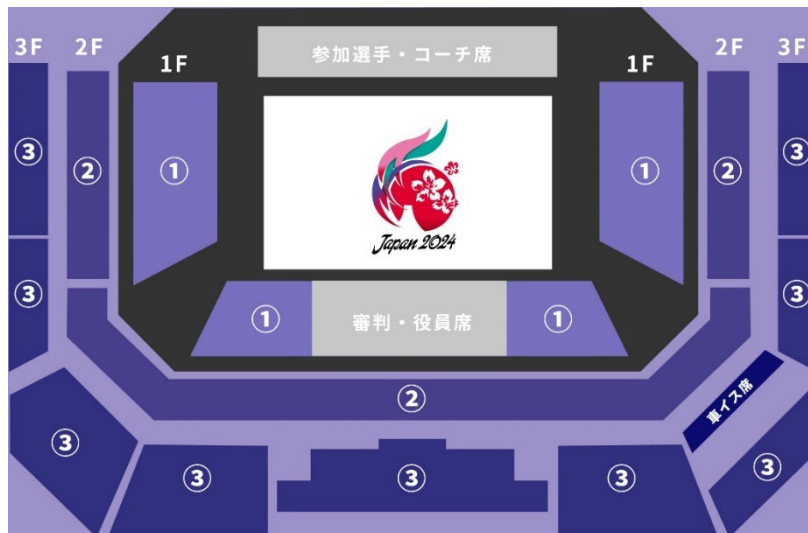 3F 2F 1F 参加選手・コーチ席 1F 2F 3F
③ ② ① ① ② ③
Japan 2024
③ ① 審判・役員席 ① ③
② 車イス席
③ ③ ③ ③ ③